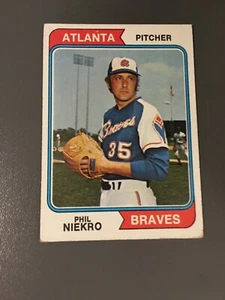 ATLANTA PITCHER
Braves
35
PHIL
NIEKRO
BRAVES